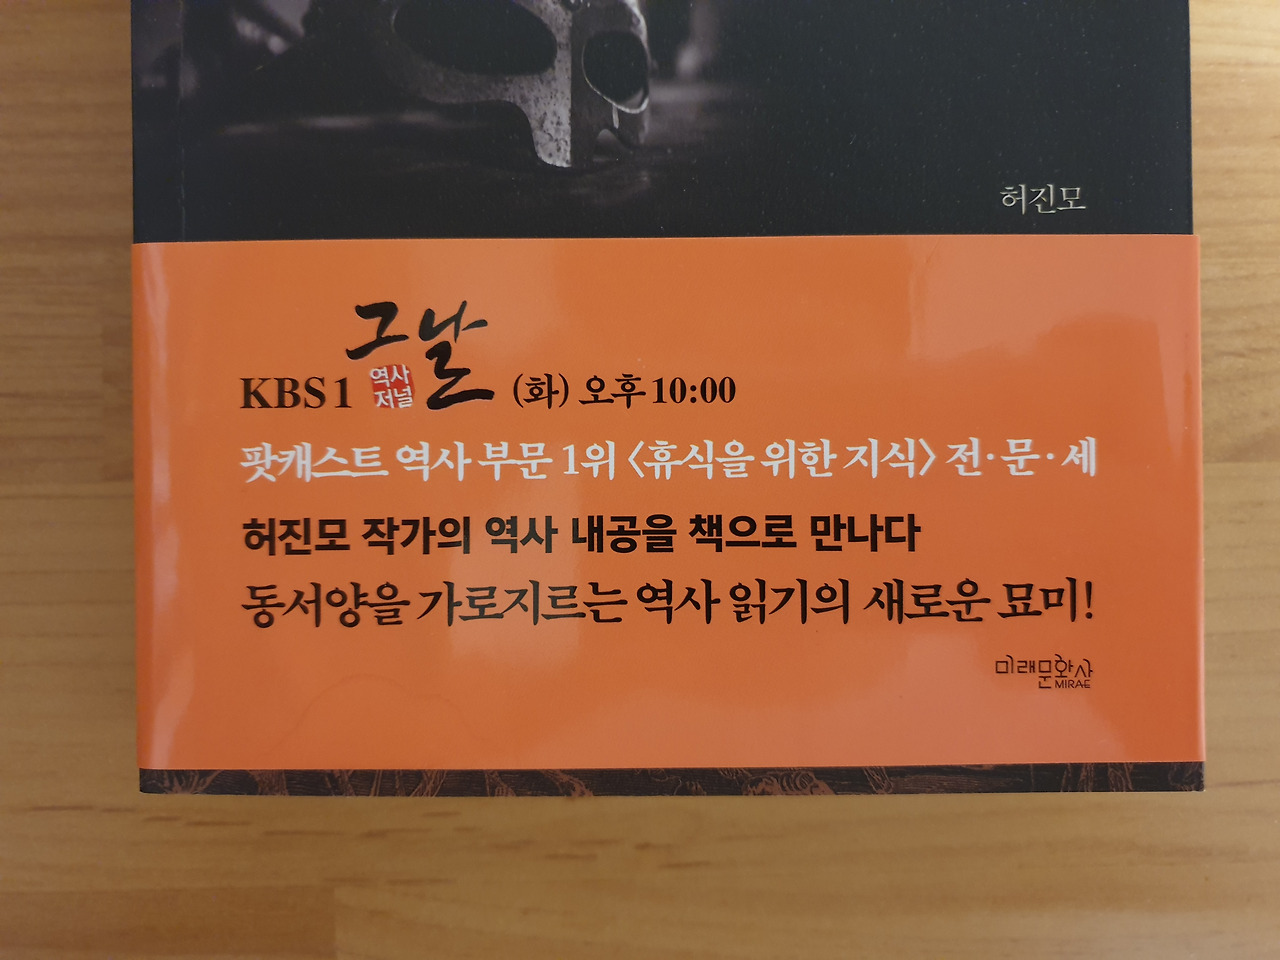 허진모
KBS 1 역사저널 그날 (화) 오후 10:00
팟캐스트 역사 부문 1위 〈휴식을 위한 지식〉 전·문·세
허진모 작가의 역사 내공을 책으로 만나다
동서양을 가로지르는 역사 읽기의 새로운 묘미!
미래문화사
MIRAE